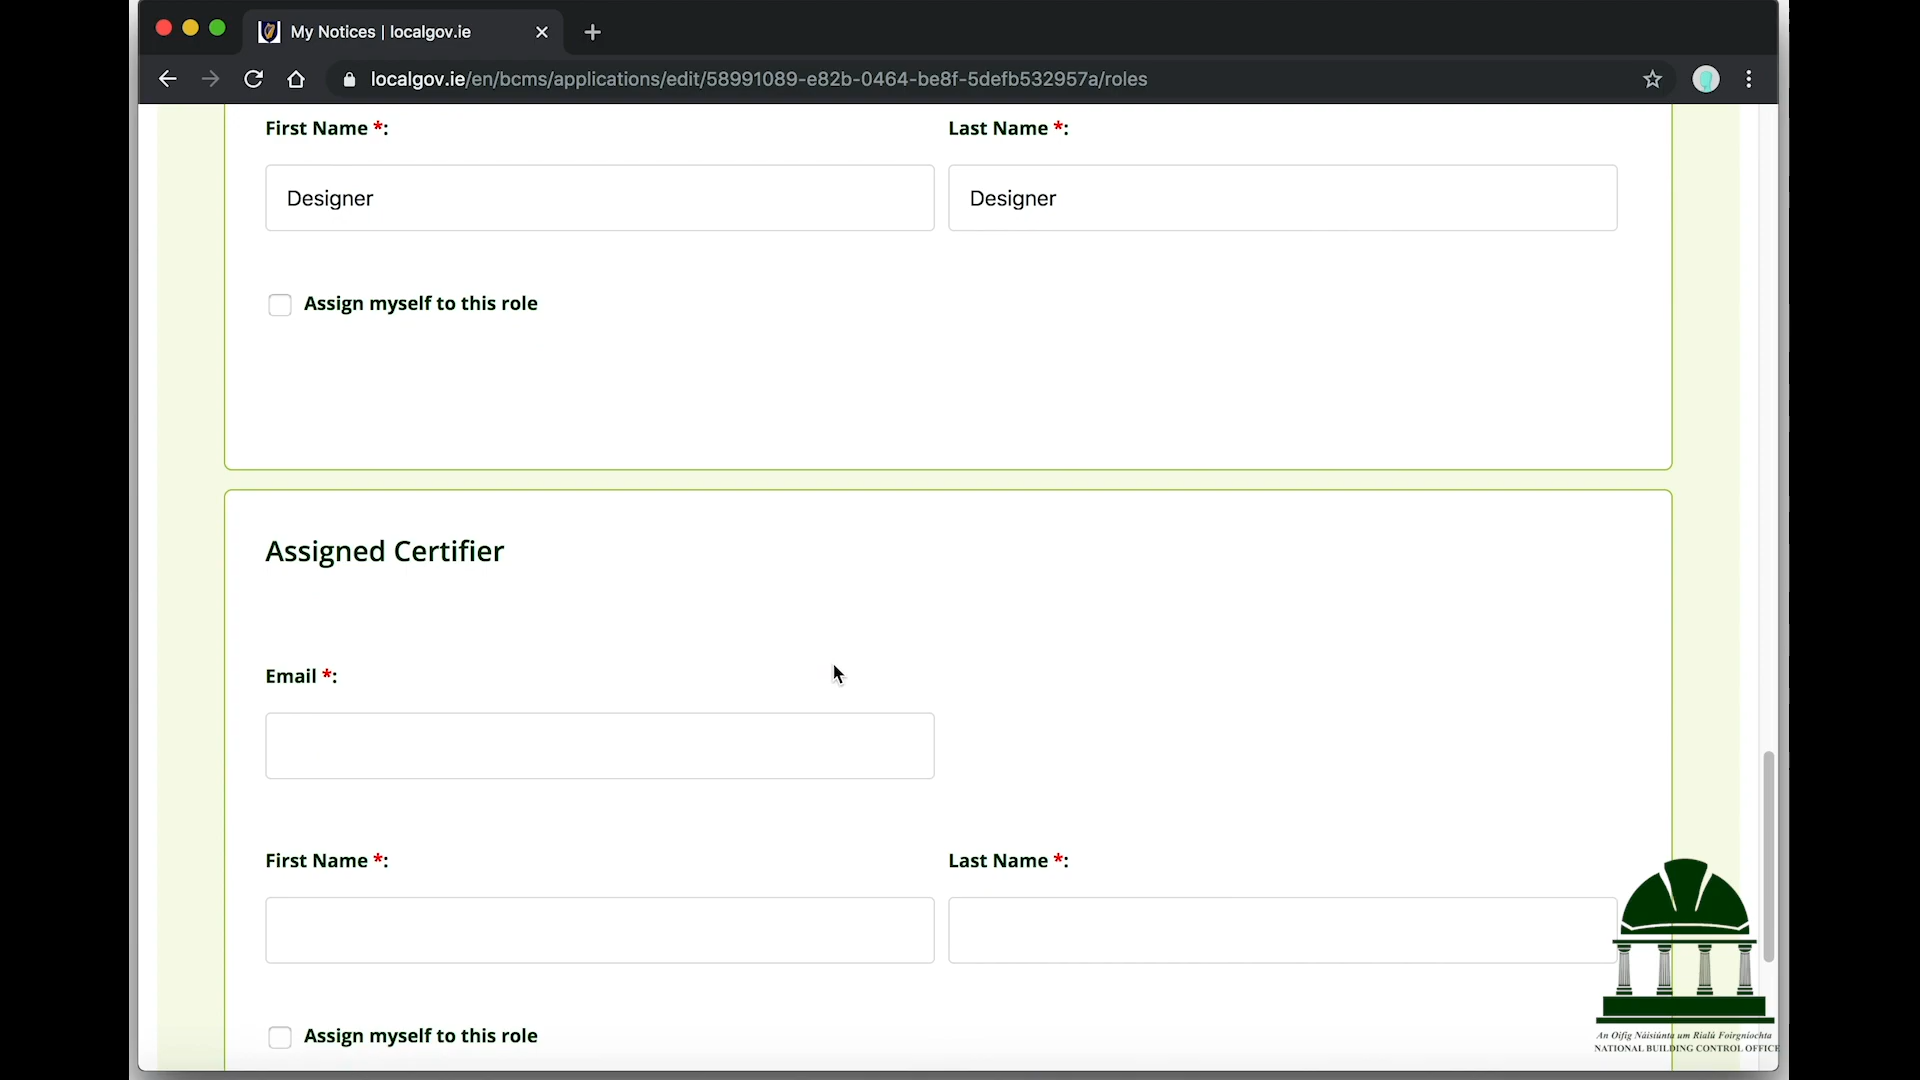 My Notices | localgov.ie
localgov.ie/en/bcms/applications/edit/58991089-e82b-0464-be8f-5defb532957a/roles
First Name *: Last Name *:
Designer Designer
Assign myself to this role
Assigned Certifier
Email *:
First Name *: Last Name *:
Assign myself to this role
An Oifig Náisiúnta um Rialú Foirgníochta
NATIONAL BUILDING CONTROL OFFICE